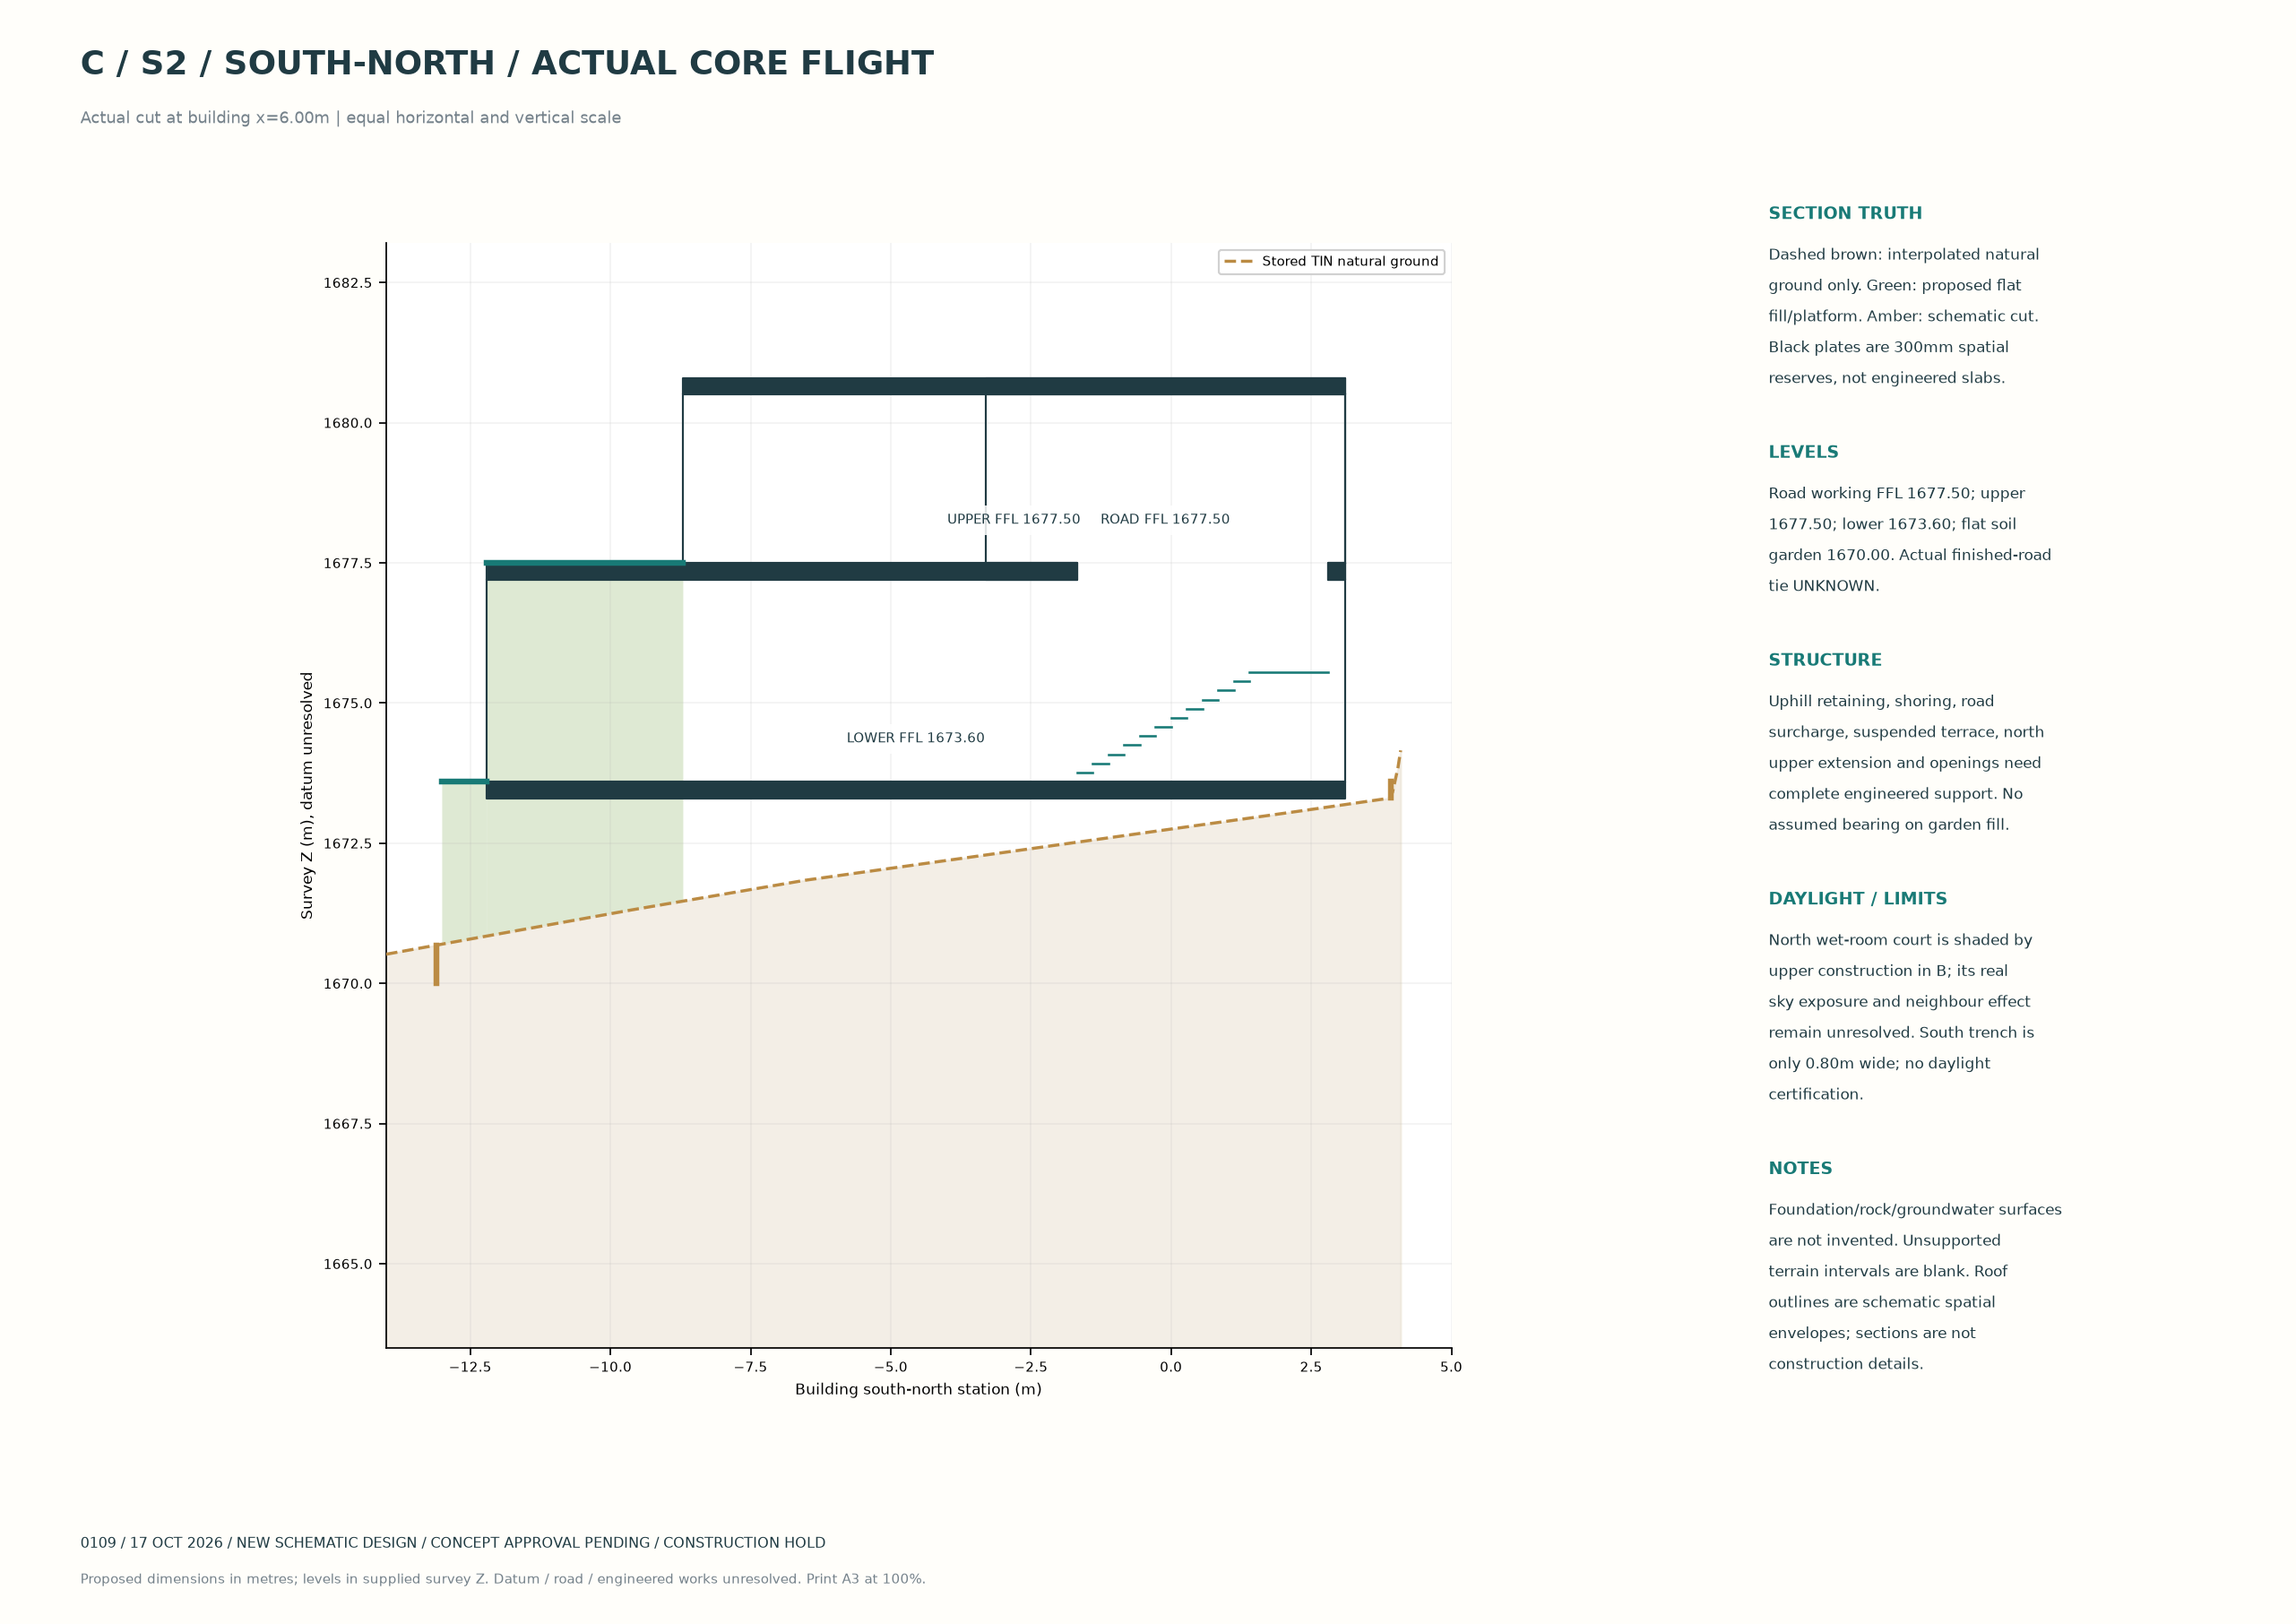 C / S2 / SOUTH-NORTH / ACTUAL CORE FLIGHT
Actual cut at building x=6.00m | equal horizontal and vertical scale
Stored TIN natural ground
1682.5
1680.0
1677.5
1675.0
1672.5
1670.0
1667.5
1665.0
Survey Z (m), datum unresolved
UPPER FFL 1677.50
ROAD FFL 1677.50
LOWER FFL 1673.60
−12.5
−10.0
−7.5
−5.0
−2.5
0.0
2.5
5.0
Building south-north station (m)
SECTION TRUTH
Dashed brown: interpolated natural
ground only. Green: proposed flat
fill/platform. Amber: schematic cut.
Black plates are 300mm spatial
reserves, not engineered slabs.
LEVELS
Road working FFL 1677.50; upper
1677.50; lower 1673.60; flat soil
garden 1670.00. Actual finished-road
tie UNKNOWN.
STRUCTURE
Uphill retaining, shoring, road
surcharge, suspended terrace, north
upper extension and openings need
complete engineered support. No
assumed bearing on garden fill.
DAYLIGHT / LIMITS
North wet-room court is shaded by
upper construction in B; its real
sky exposure and neighbour effect
remain unresolved. South trench is
only 0.80m wide; no daylight
certification.
NOTES
Foundation/rock/groundwater surfaces
are not invented. Unsupported
terrain intervals are blank. Roof
outlines are schematic spatial
envelopes; sections are not
construction details.
0109 / 17 OCT 2026 / NEW SCHEMATIC DESIGN / CONCEPT APPROVAL PENDING / CONSTRUCTION HOLD
Proposed dimensions in metres; levels in supplied survey Z. Datum / road / engineered works unresolved. Print A3 at 100%.